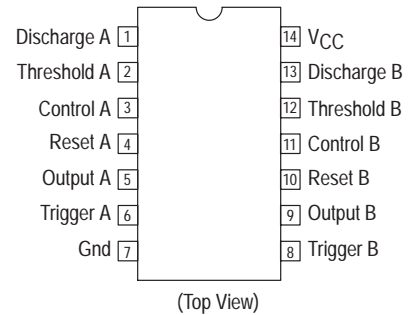 Discharge A 1 14 VCC
Threshold A 2 13 Discharge B
Control A 3 12 Threshold B
Reset A 4 11 Control B
Output A 5 10 Reset B
Trigger A 6 9 Output B
Gnd 7 8 Trigger B
(Top View)